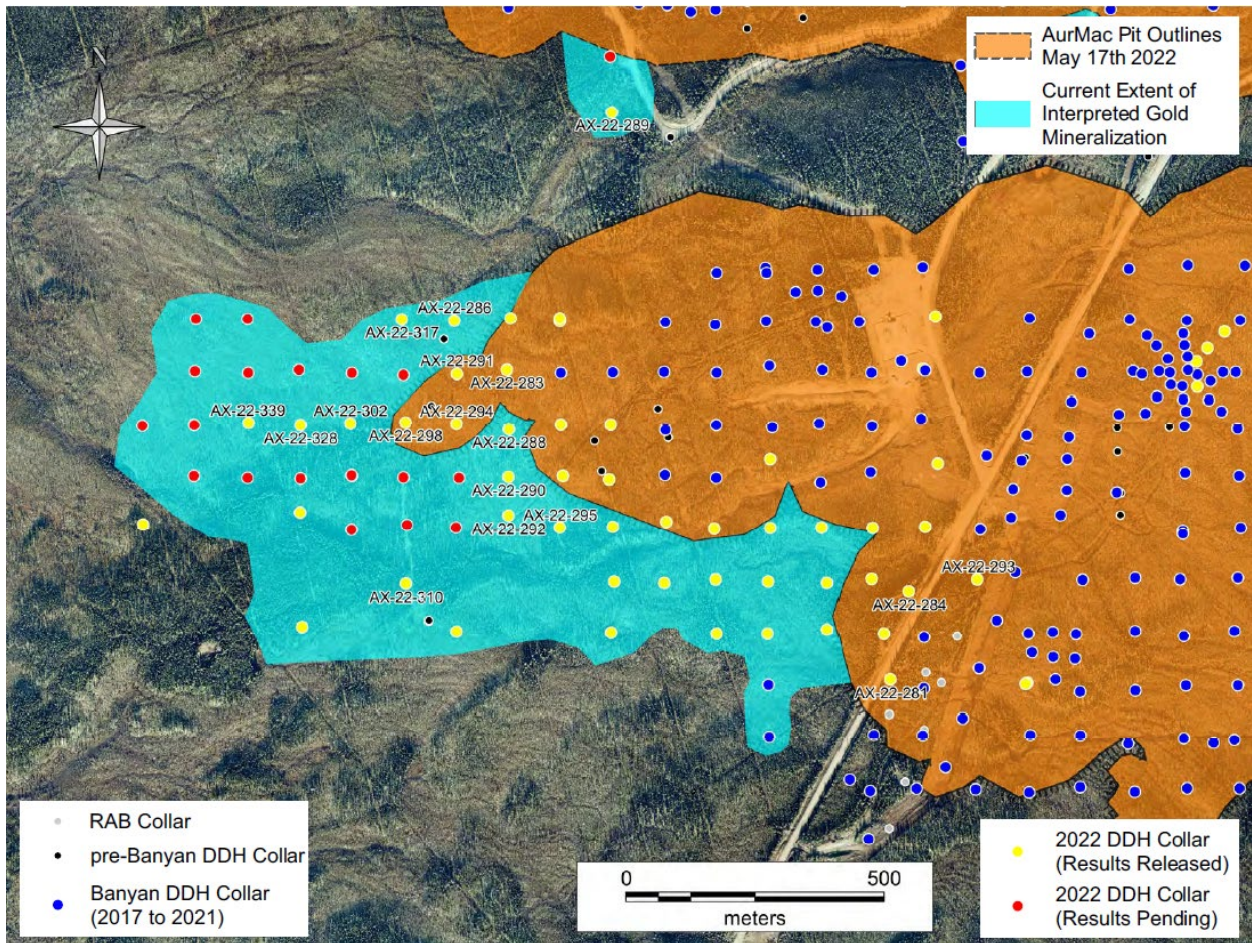 AurMac Pit Outlines
May 17th 2022
Current Extent of
Interpreted Gold
Mineralization
N
AX-22-289
AX-22-286
AX-22-317
AX-22-291
AX-22-283
AX-22-339
AX-22-302
AX-22-294
AX-22-328
AX-22-298
AX-22-288
AX-22-290
AX-22-295
AX-22-292
AX-22-293
AX-22-310
AX-22-284
AX-22-281
RAB Collar
pre-Banyan DDH Collar
Banyan DDH Collar
(2017 to 2021)
0
500
meters
2022 DDH Collar
(Results Released)
2022 DDH Collar
(Results Pending)